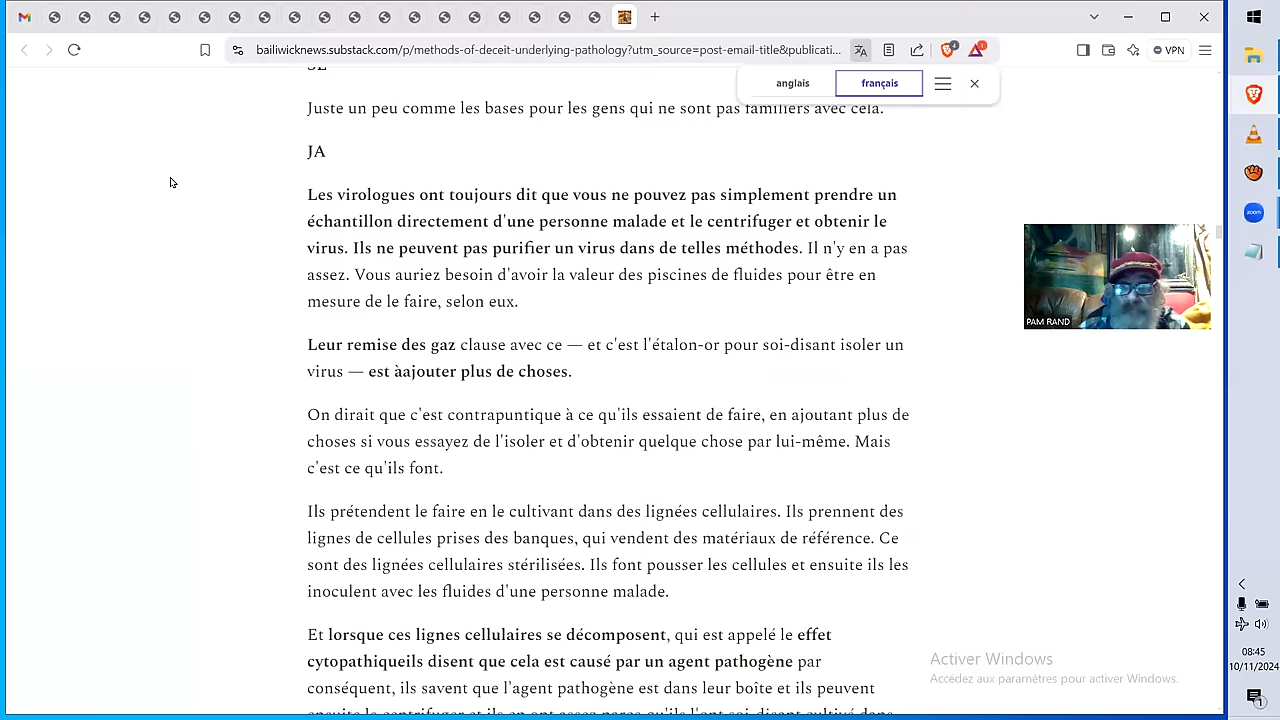 bailiwicknews.substack.com/p/methods-of-deceit-underlying-pathology?utm_source=post-email-title&publicati...
VPN
anglais
français
Juste un peu comme les bases pour les gens qui ne sont pas familiers avec cela.
JA
Les virologues ont toujours dit que vous ne pouvez pas simplement prendre un
échantillon directement d'une personne malade et le centrifuger et obtenir le
virus. Ils ne peuvent pas purifier un virus dans de telles méthodes. Il n'y en a pas
assez. Vous auriez besoin d'avoir la valeur des piscines de fluides pour être en
mesure de le faire, selon eux.
Leur remise des gaz clause avec ce — et c'est l'étalon-or pour soi-disant isoler un
virus — est àajouter plus de choses.
On dirait que c'est contrapuntique à ce qu'ils essaient de faire, en ajoutant plus de
choses si vous essayez de l'isoler et d'obtenir quelque chose par lui-même. Mais
c'est ce qu'ils font.
Ils prétendent le faire en le cultivant dans des lignées cellulaires. Ils prennent des
lignes de cellules prises des banques, qui vendent des matériaux de référence. Ce
sont des lignées cellulaires stérilisées. Ils font pousser les cellules et ensuite ils les
inoculent avec les fluides d'une personne malade.
Et lorsque ces lignes cellulaires se décomposent, qui est appelé le effet
cytopathiqueils disent que cela est causé par un agent pathogène par
conséquent, ils savent que l'agent pathogène est dans leur boîte et ils peuvent
PAM RAND
zoom
Activer Windows
Accédez aux paramètres pour activer Windows.
08:45
10/11/2024